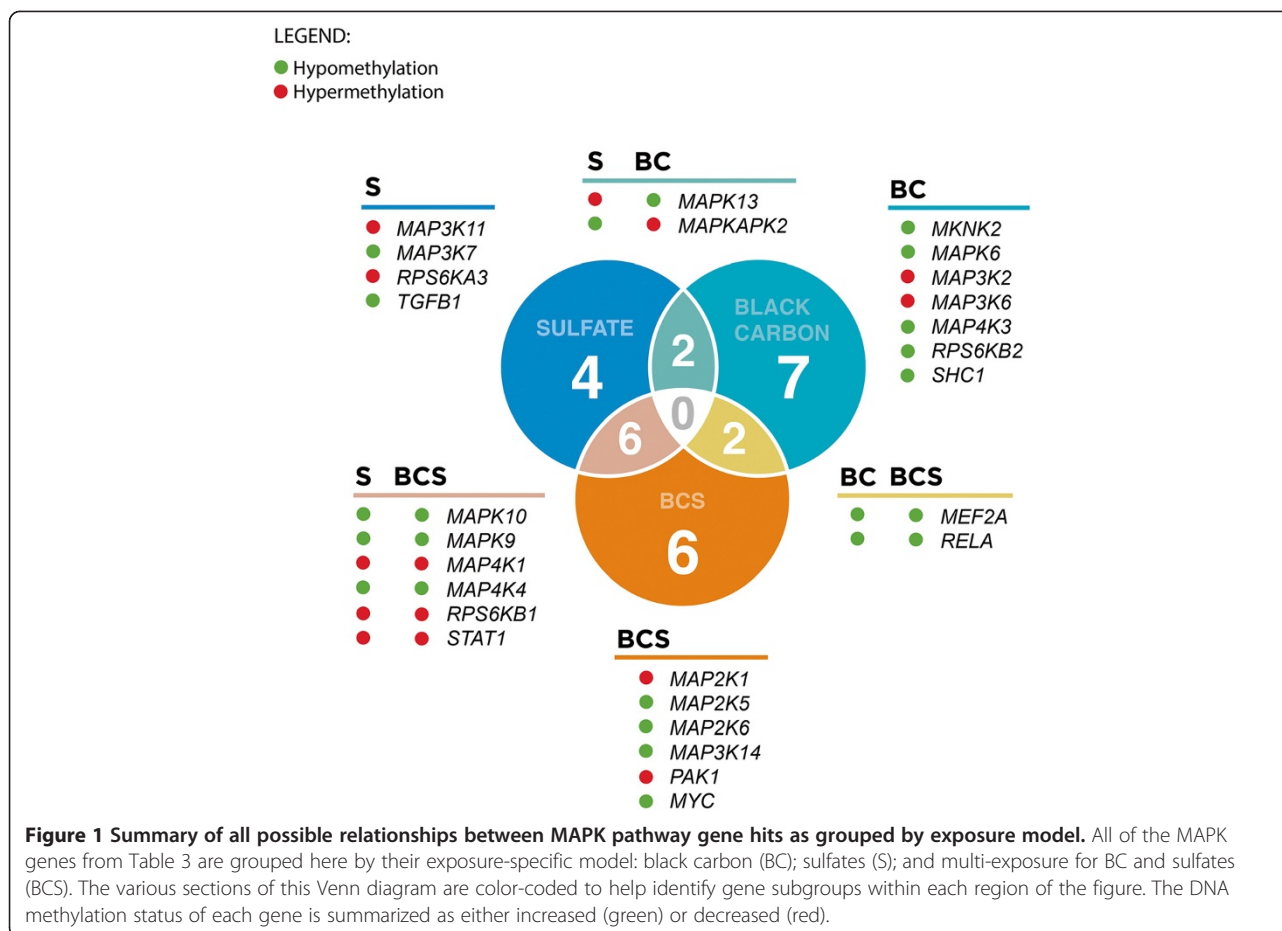 LEGEND:
Hypomethylation
Hypermethylation
S BC
MAPK13
MAPKAPK2
S
MAP3K11
MAP3K7
RPS6KA3
TGFB1
BC
MKNK2
MAPK6
MAP3K2
MAP3K6
MAP4K3
RPS6KB2
SHC1
SULFATE
4
2
BLACK
CARBON
7
0
6
2
BCS
6
S BCS
MAPK10
MAPK9
MAP4K1
MAP4K4
RPS6KB1
STAT1
BC BCS
MEF2A
RELA
BCS
MAP2K1
MAP2K5
MAP2K6
MAP3K14
PAK1
MYC
Figure 1 Summary of all possible relationships between MAPK pathway gene hits as grouped by exposure model. All of the MAPK
genes from Table 3 are grouped here by their exposure-specific model: black carbon (BC); sulfates (S); and multi-exposure for BC and sulfates
(BCS). The various sections of this Venn diagram are color-coded to help identify gene subgroups within each region of the figure. The DNA
methylation status of each gene is summarized as either increased (green) or decreased (red).